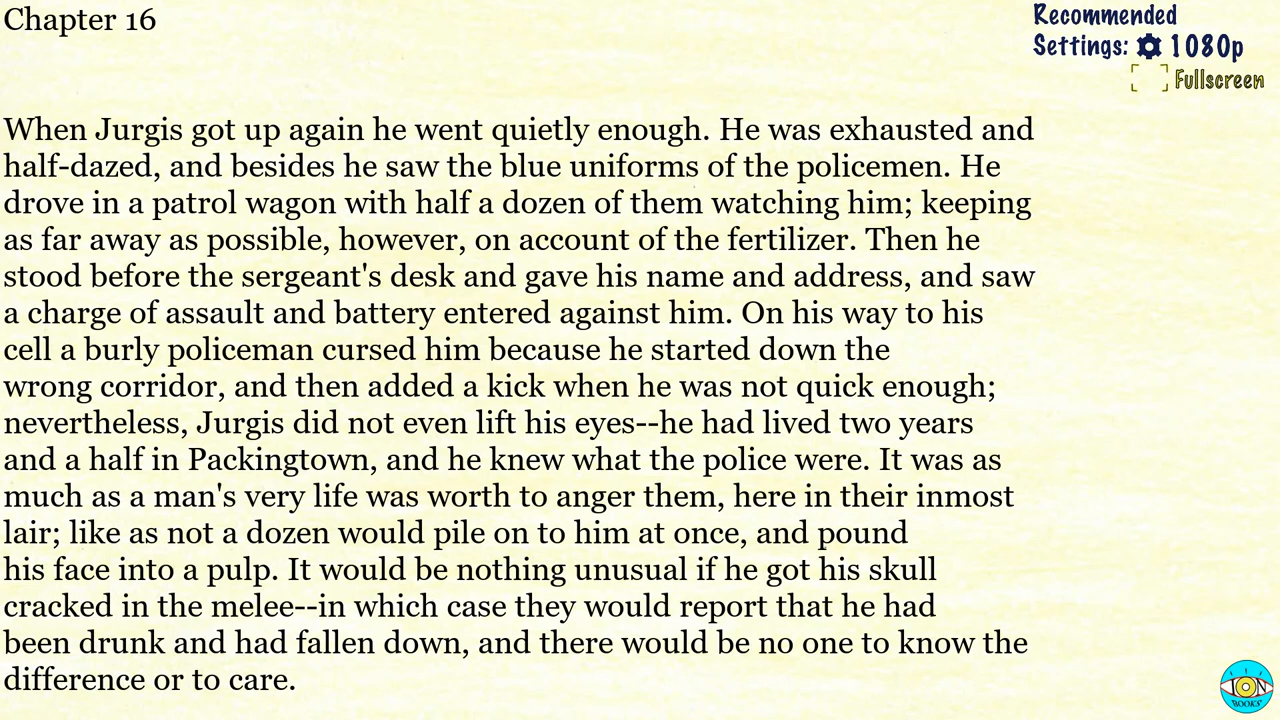 Chapter 16
Recommended
Settings: 1080p
Fullscreen
When Jurgis got up again he went quietly enough. He was exhausted and
half-dazed, and besides he saw the blue uniforms of the policemen. He
drove in a patrol wagon with half a dozen of them watching him; keeping
as far away as possible, however, on account of the fertilizer. Then he
stood before the sergeant's desk and gave his name and address, and saw
a charge of assault and battery entered against him. On his way to his
cell a burly policeman cursed him because he started down the
wrong corridor, and then added a kick when he was not quick enough;
nevertheless, Jurgis did not even lift his eyes--he had lived two years
and a half in Packingtown, and he knew what the police were. It was as
much as a man's very life was worth to anger them, here in their inmost
lair; like as not a dozen would pile on to him at once, and pound
his face into a pulp. It would be nothing unusual if he got his skull
cracked in the melee--in which case they would report that he had
been drunk and had fallen down, and there would be no one to know the
difference or to care.
ION
BOOKS